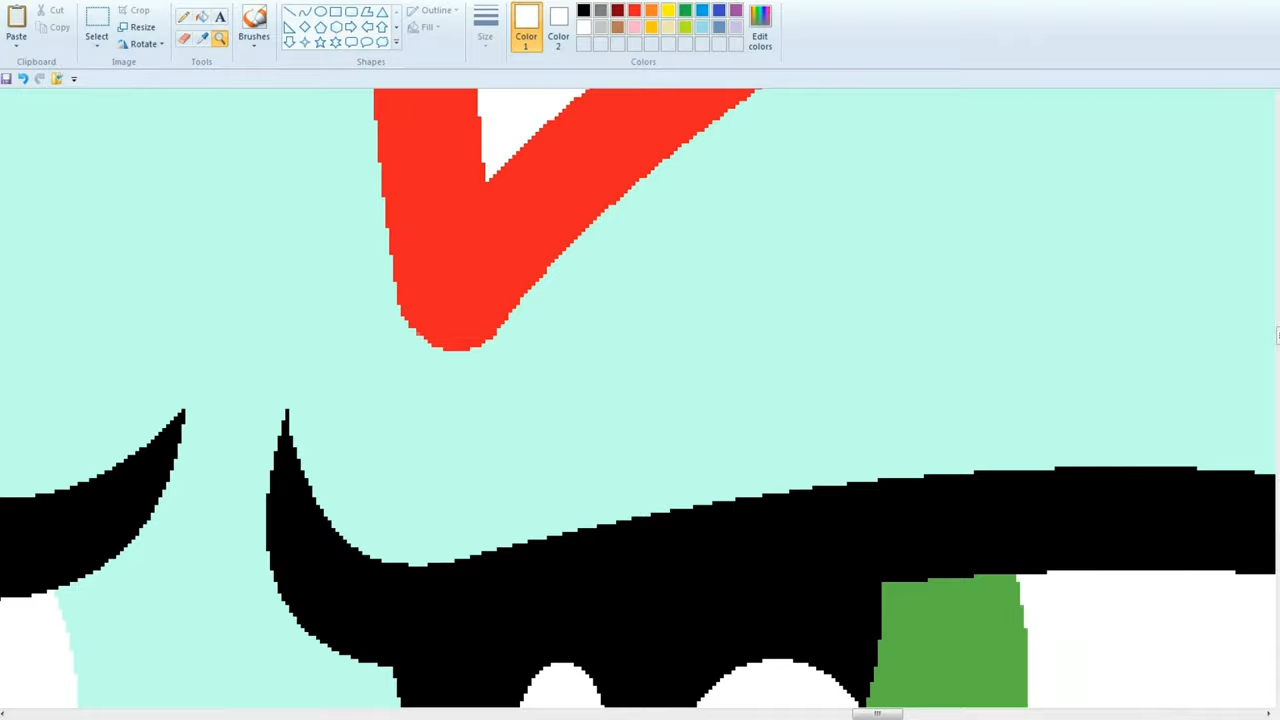 Paste
Cut
Copy
Clipboard
Select
Crop
Resize
Rotate
Image
A
Tools
Brushes
Outline
Fill
Shapes
Size
Color
1
Color
2
Edit
colors
Colors